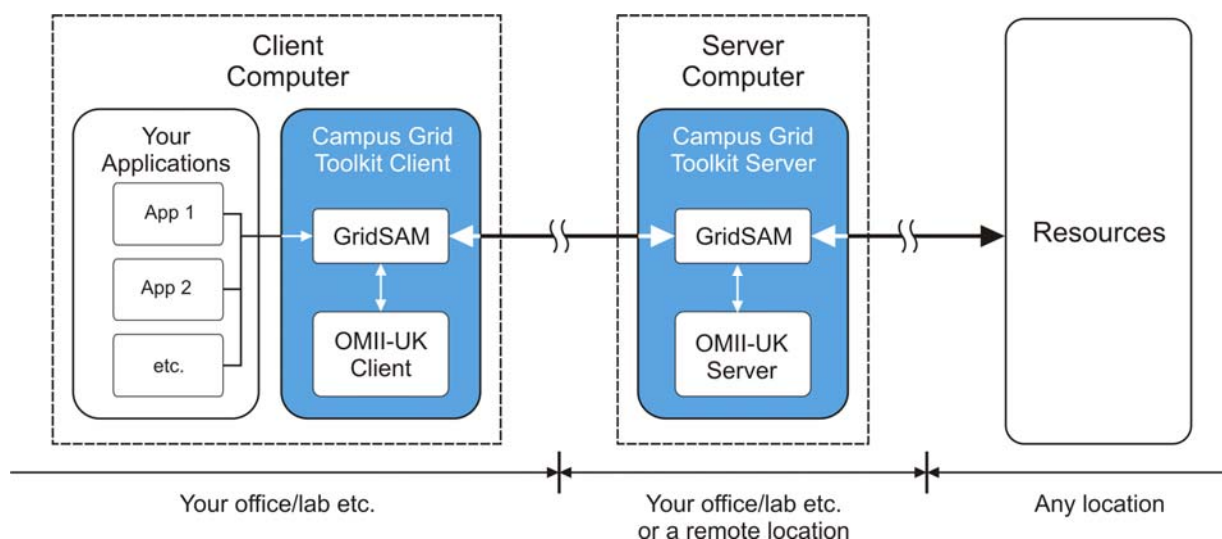 Client
Computer
Your
Applications
App 1
App 2
etc.
Campus Grid
Toolkit Client
GridSAM
OMII-UK
Client
Server
Computer
Campus Grid
Toolkit Server
GridSAM
OMII-UK
Server
Resources
Your office/lab etc.
Your office/lab etc.
or a remote location
Any location